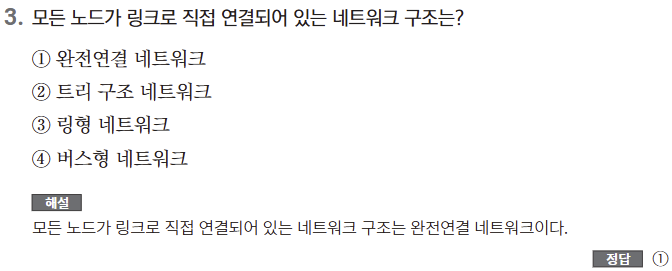 3. 모든 노드가 링크로 직접 연결되어 있는 네트워크 구조는?
① 완전연결 네트워크
② 트리 구조 네트워크
③ 링형 네트워크
④ 버스형 네트워크
해설
모든 노드가 링크로 직접 연결되어 있는 네트워크 구조는 완전연결 네트워크이다.
정답 ①